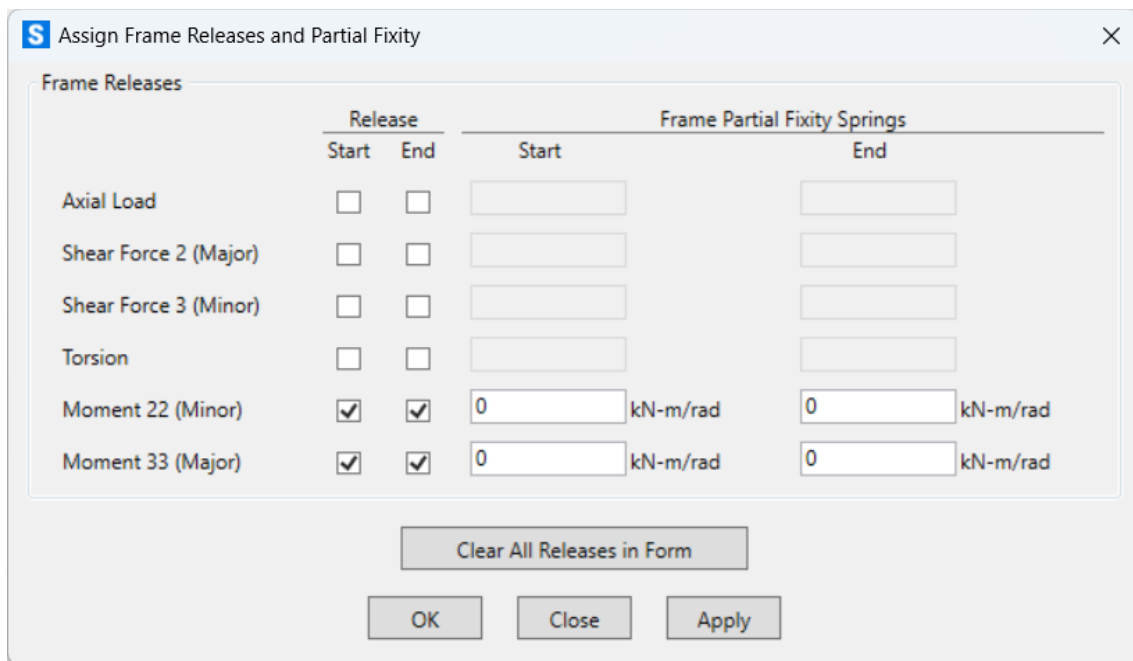 S Assign Frame Releases and Partial Fixity
Frame Releases
Release Frame Partial Fixity Springs
Start End Start End
Axial Load
Shear Force 2 (Major)
Shear Force 3 (Minor)
Torsion
Moment 22 (Minor) 0 kN-m/rad 0 kN-m/rad
Moment 33 (Major) 0 kN-m/rad 0 kN-m/rad
Clear All Releases in Form
OK Close Apply